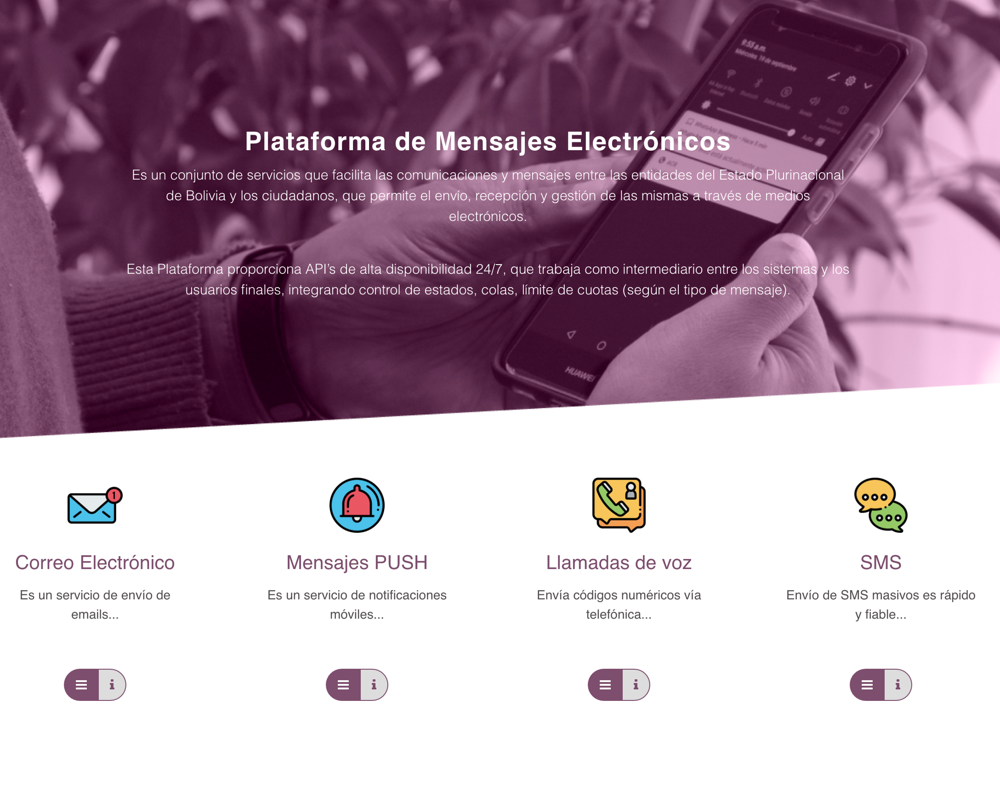 9:53 a.m.
Plataforma de Mensajes Electrónicos
Es un conjunto de servicios que facilita las comunicaciones y mensajes entre las entidades del Estado Plurinacional
de Bolivia y los ciudadanos, que permite el envío, recepción y gestión de las mismas a través de medios
electrónicos.
Esta Plataforma proporciona API's de alta disponibilidad 24/7, que trabaja como intermediario entre los sistemas y los
usuarios finales, integrando control de estados, colas, límite de cuotas (según el tipo de mensaje).
HUAWEI
1
Correo Electrónico
Es un servicio de envío de
emails...
Mensajes PUSH
Es un servicio de notificaciones
móviles...
Llamadas de voz
Envía códigos numéricos vía
telefónica...
SMS
Envío de SMS masivos es rápido
y fiable...